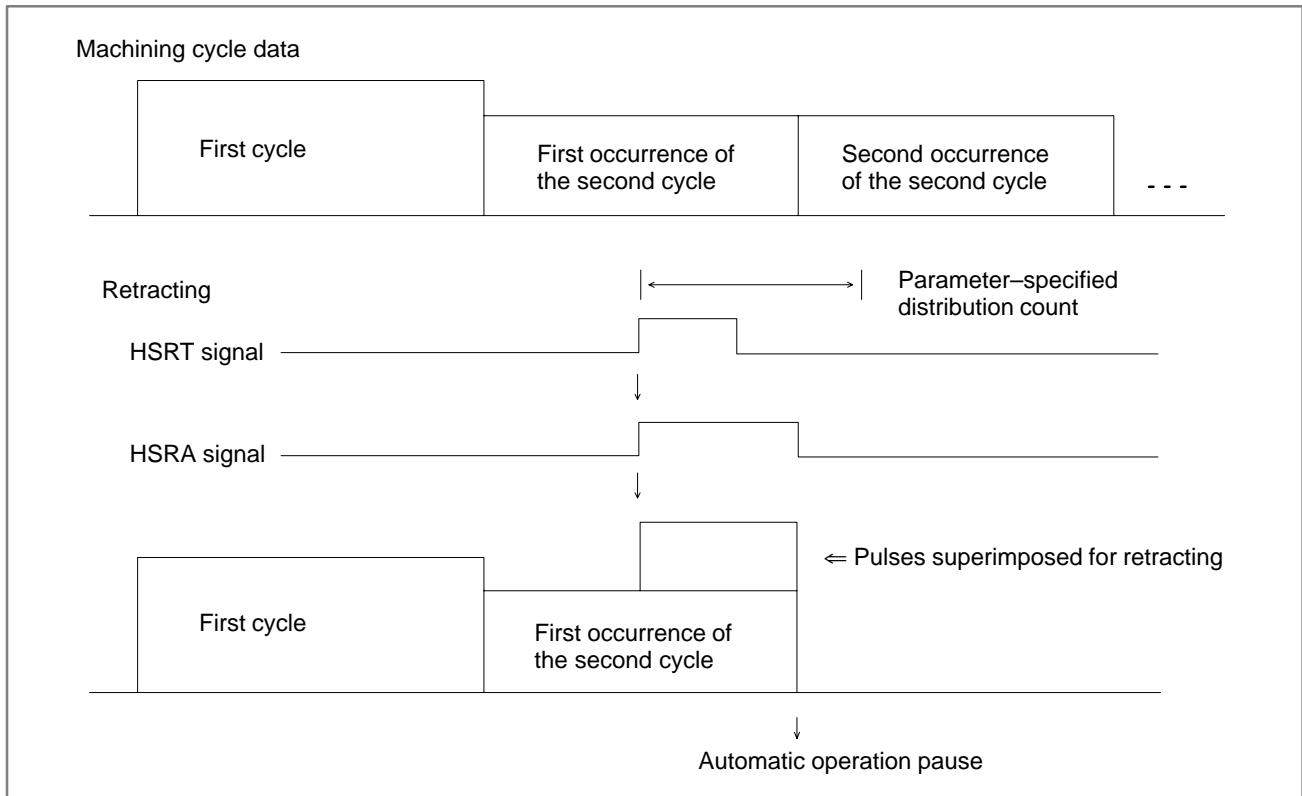 Machining cycle data
First cycle
First occurrence of
the second cycle
Second occurrence
of the second cycle
- - -
Retracting
Parameter–specified
distribution count
HSRT signal
HSRA signal
⇐ Pulses superimposed for retracting
First cycle
First occurrence of
the second cycle
Automatic operation pause